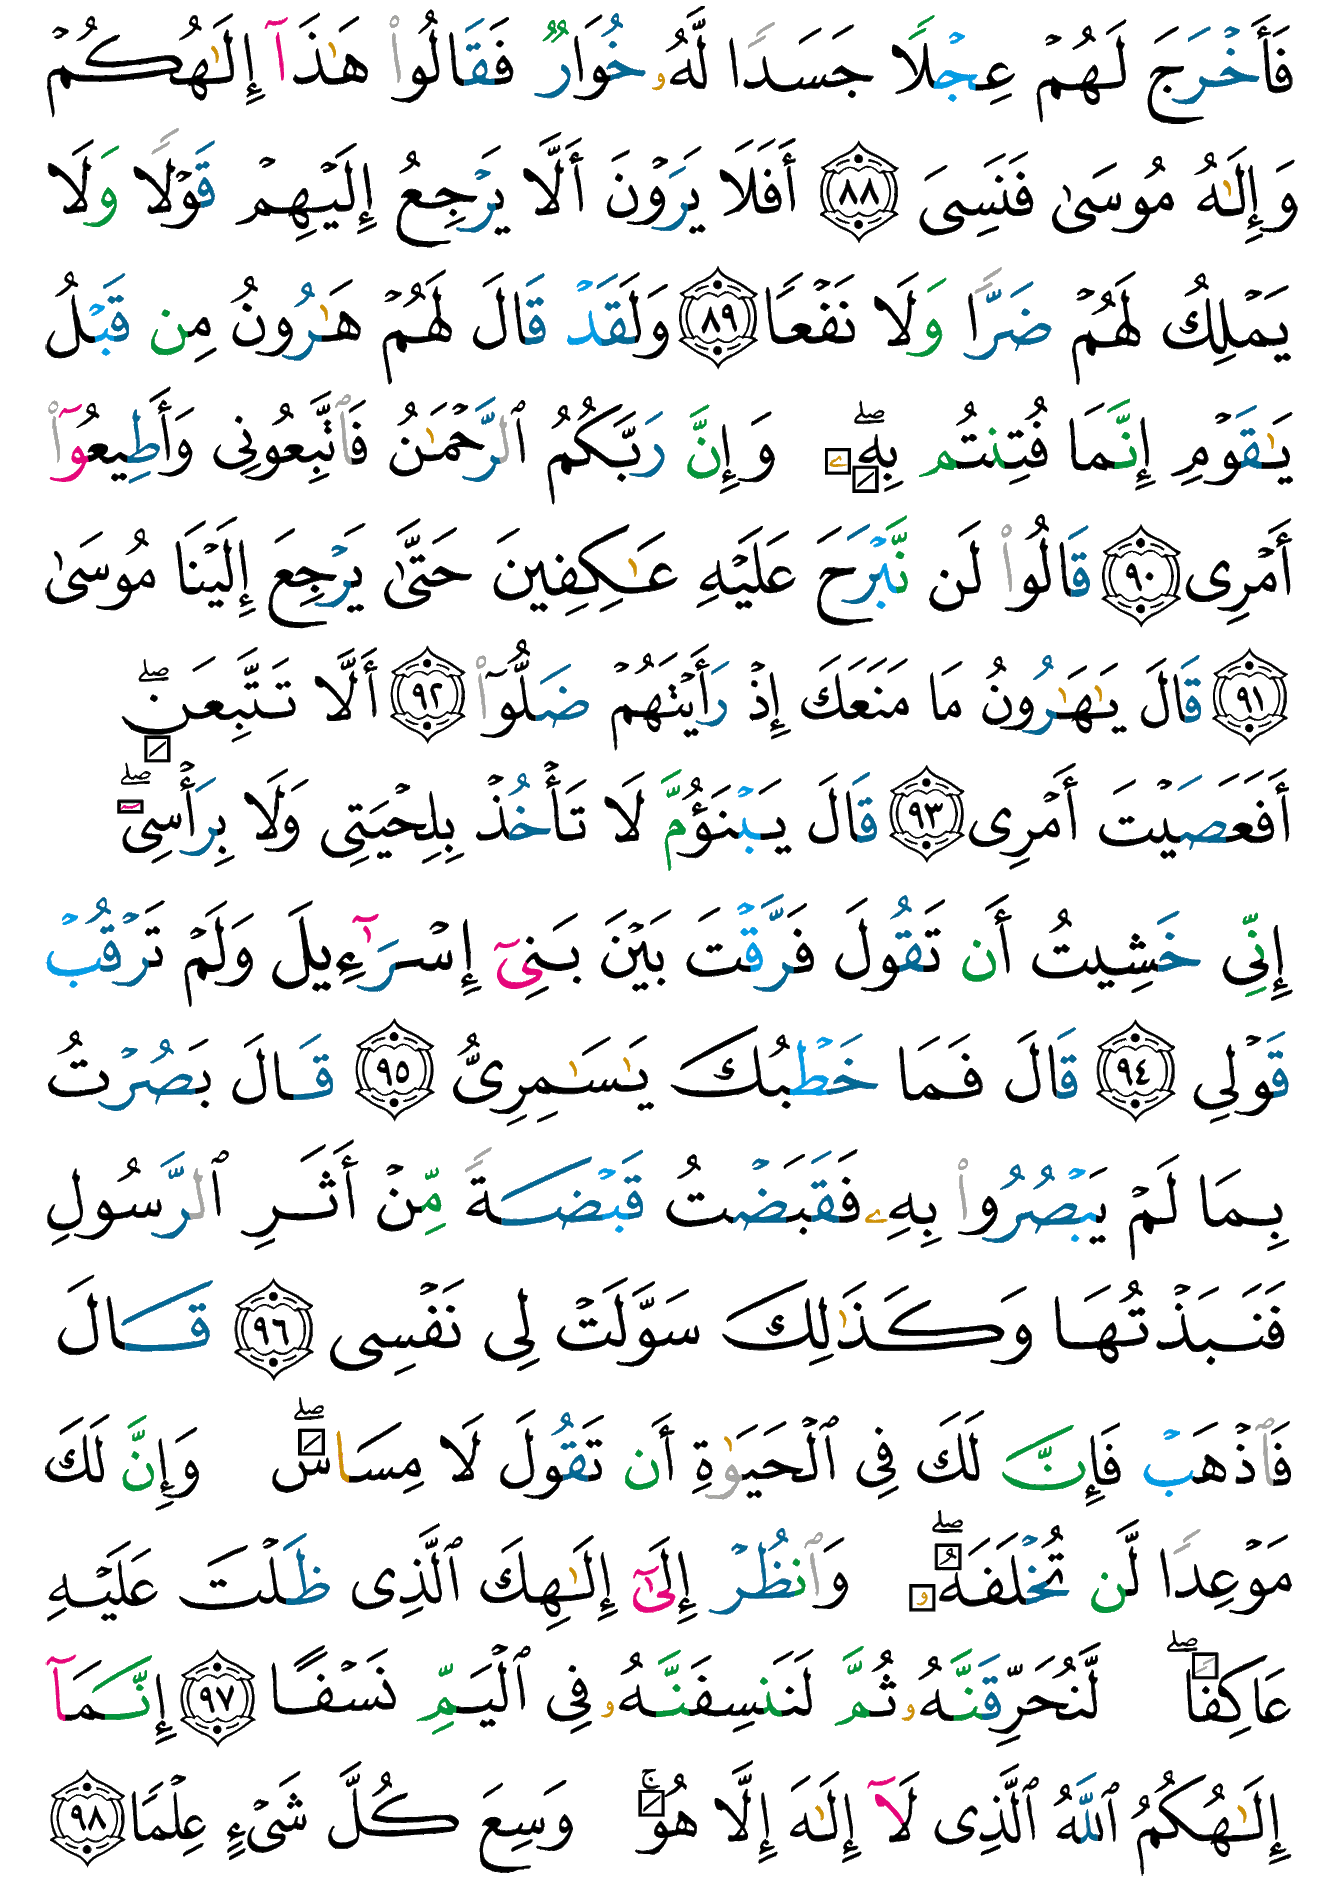 فَأَخْرَجَ لَهُمْ عِجْلًا جَسَدًا لَّهُۥ خُوَارٌ فَقَالُوا۟ هَـٰذَآ إِلَـٰهُكُمْ
وَإِلَـٰهُ مُوسَىٰ فَنَسِىَ ٨٨ أَفَلَا يَرَوْنَ أَلَّا يَرْجِعُ إِلَيْهِمْ قَوْلًا وَلَا
يَمْلِكُ لَهُمْ ضَرًّا وَلَا نَفْعًا ٨٩ وَلَقَدْ قَالَ لَهُمْ هَـٰرُونُ مِن قَبْلُ
يَـٰقَوْمِ إِنَّمَا فُتِنتُم بِهِۦ ۖ وَإِنَّ رَبَّكُمُ ٱلرَّحْمَـٰنُ فَٱتَّبِعُونِى وَأَطِيعُوٓا۟
أَمْرِى ٩٠ قَالُوا۟ لَن نَّبْرَحَ عَلَيْهِ عَـٰكِفِينَ حَتَّىٰ يَرْجِعَ إِلَيْنَا مُوسَىٰ
٩١ قَالَ يَـٰهَـٰرُونُ مَا مَنَعَكَ إِذْ رَأَيْتَهُمْ ضَلُّوٓا۟ ٩٢ أَلَّا تَتَّبِعَنِ ۖ
أَفَعَصَيْتَ أَمْرِى ٩٣ قَالَ يَبْنَؤُمَّ لَا تَأْخُذْ بِلِحْيَتِى وَلَا بِرَأْسِىٓ ۖ
إِنِّى خَشِيتُ أَن تَقُولَ فَرَّقْتَ بَيْنَ بَنِىٓ إِسْرَٰٓءِيلَ وَلَمْ تَرْقُبْ
قَوْلِى ٩٤ قَالَ فَمَا خَطْبُكَ يَـٰسَـٰمِرِىُّ ٩٥ قَالَ بَصُرْتُ
بِمَا لَمْ يَبْصُرُوا۟ بِهِۦ فَقَبَضْتُ قَبْضَةً مِّنْ أَثَرِ ٱلرَّسُولِ
فَنَبَذْتُهَا وَكَذَٰلِكَ سَوَّلَتْ لِى نَفْسِى ٩٦ قَالَ
فَٱذْهَبْ فَإِنَّ لَكَ فِى ٱلْحَيَوٰةِ أَن تَقُولَ لَا مِسَاسَ ۖ وَإِنَّ لَكَ
مَوْعِدًا لَّن تُخْلَفَهُۥ ۖ وَٱنظُرْ إِلَىٰٓ إِلَـٰهِكَ ٱلَّذِى ظَلْتَ عَلَيْهِ
عَاكِفًا ۖ لَّنُحَرِّقَنَّهُۥ ثُمَّ لَنَنسِفَنَّهُۥ فِى ٱلْيَمِّ نَسْفًا ٩٧ إِنَّمَآ
إِلَـٰهُكُمُ ٱللَّهُ ٱلَّذِى لَآ إِلَـٰهَ إِلَّا هُوَ ۚ وَسِعَ كُلَّ شَىْءٍ عِلْمًا ٩٨